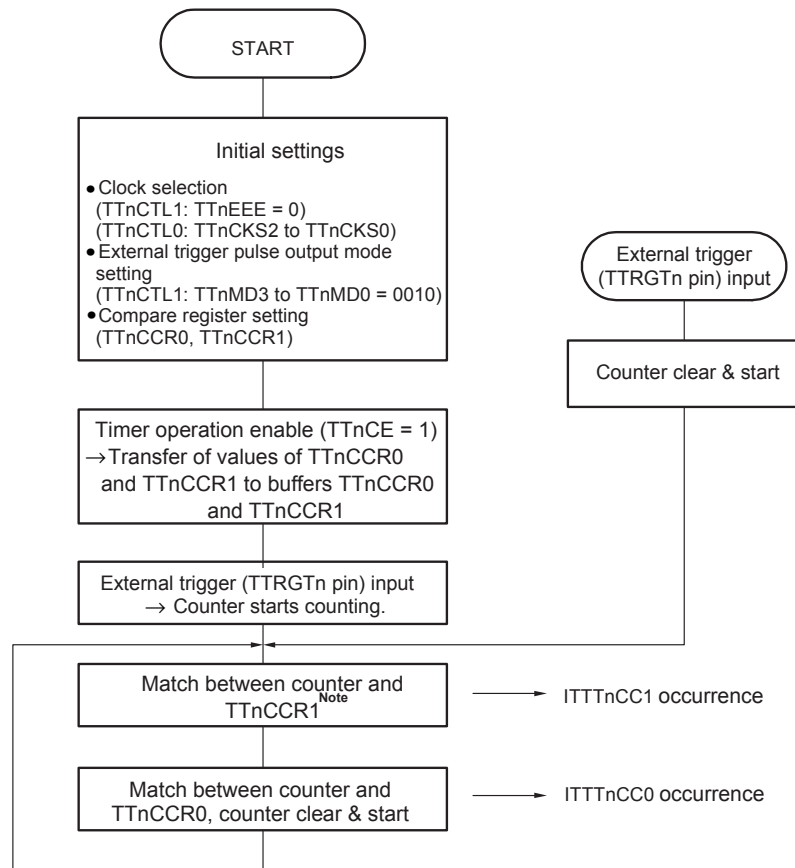 START
Initial settings
● Clock selection
(TTnCTL1: TTnEEE = 0)
(TTnCTL0: TTnCKS2 to TTnCKS0)
● External trigger pulse output mode
setting
(TTnCTL1: TTnMD3 to TTnMD0 = 0010)
● Compare register setting
(TTnCCR0, TTnCCR1)
External trigger
(TTRGTn pin) input
Counter clear & start
Timer operation enable (TTnCE = 1)
→Transfer of values of TTnCCR0
and TTnCCR1 to buffers TTnCCR0
and TTnCCR1
External trigger (TTRGTn pin) input
→ Counter starts counting.
Match between counter and
TTnCCR1Note
ITTTnCC1 occurrence
Match between counter and
TTnCCR0, counter clear & start
ITTTnCC0 occurrence